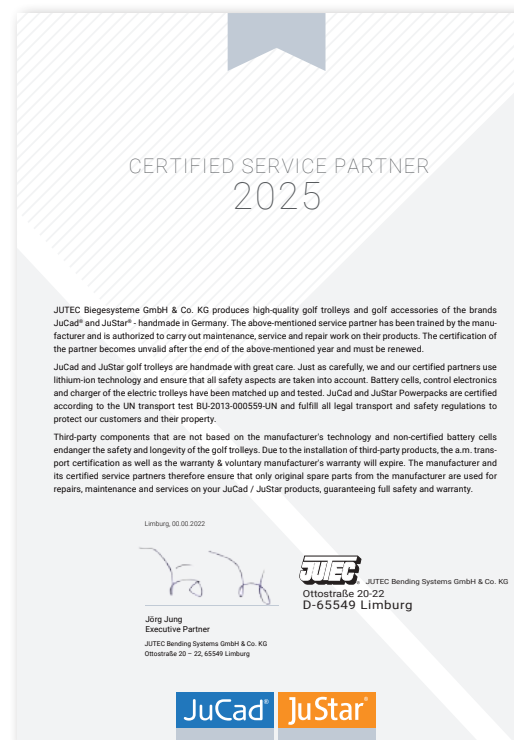 CERTIFIED SERVICE PARTNER
2025
JUTEC Biegesysteme GmbH & Co. KG produces high-quality golf trolleys and golf accessories of the brands
JuCad® and JuStar® - handmade in Germany. The above-mentioned service partner has been trained by the manu-
facturer and is authorized to carry out maintenance, service and repair work on their products. The certification of
the partner becomes unvalid after the end of the above-mentioned year and must be renewed.
JuCad and JuStar golf trolleys are handmade with great care. Just as carefully, we and our certified partners use
lithium-ion technology and ensure that all safety aspects are taken into account. Battery cells, control electronics
and charger of the electric trolleys have been matched up and tested. JuCad and JuStar Powerpacks are certified
according to the UN transport test BU-2013-000559-UN and fulfill all legal transport and safety regulations to
protect our customers and their property.
Third-party components that are not based on the manufacturer's technology and non-certified battery cells
endanger the safety and longevity of the golf trolleys. Due to the installation of third-party products, the a.m. trans-
port certification as well as the warranty & voluntary manufacturer's warranty will expire. The manufacturer and
its certified service partners therefore ensure that only original spare parts from the manufacturer are used for
repairs, maintenance and services on your JuCad / JuStar products, guaranteeing full safety and warranty.
Limburg, 00.00.2022
JUTEC® JUTEC Bending Systems GmbH & Co. KG
Ottostraße 20-22
D-65549 Limburg
Jörg Jung
Executive Partner
JUTEC Bending Systems GmbH & Co. KG
Ottostraße 20 – 22, 65549 Limburg
JuCad® JuStar®